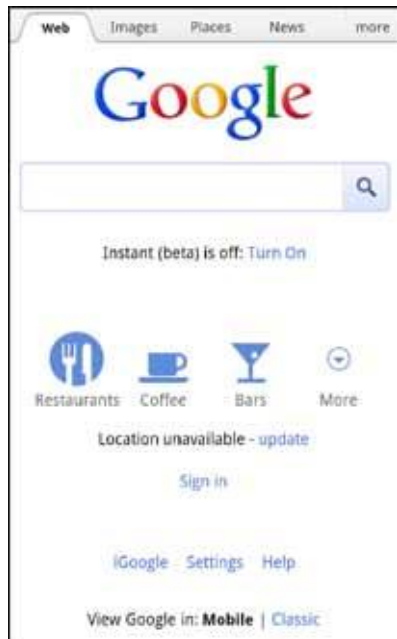 Web Images Places News more
Google
Instant (beta) is off: Turn On
Restaurants Coffee Bars More
Location unavailable - update
Sign in
iGoogle Settings Help
View Google in: Mobile | Classic